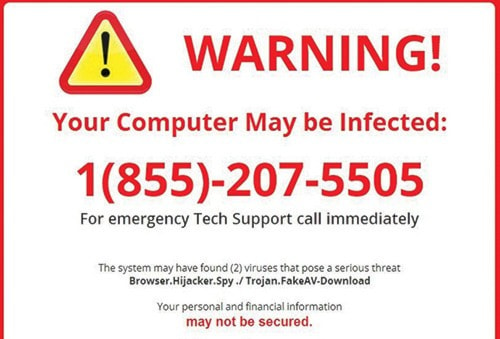 WARNING!
Your Computer May be Infected:
1(855)-207-5505
For emergency Tech Support call immediately
The system may have found (2) viruses that pose a serious threat
Browser.Hijacker.Spy ./ Trojan.FakeAV-Download
Your personal and financial information
may not be secured.